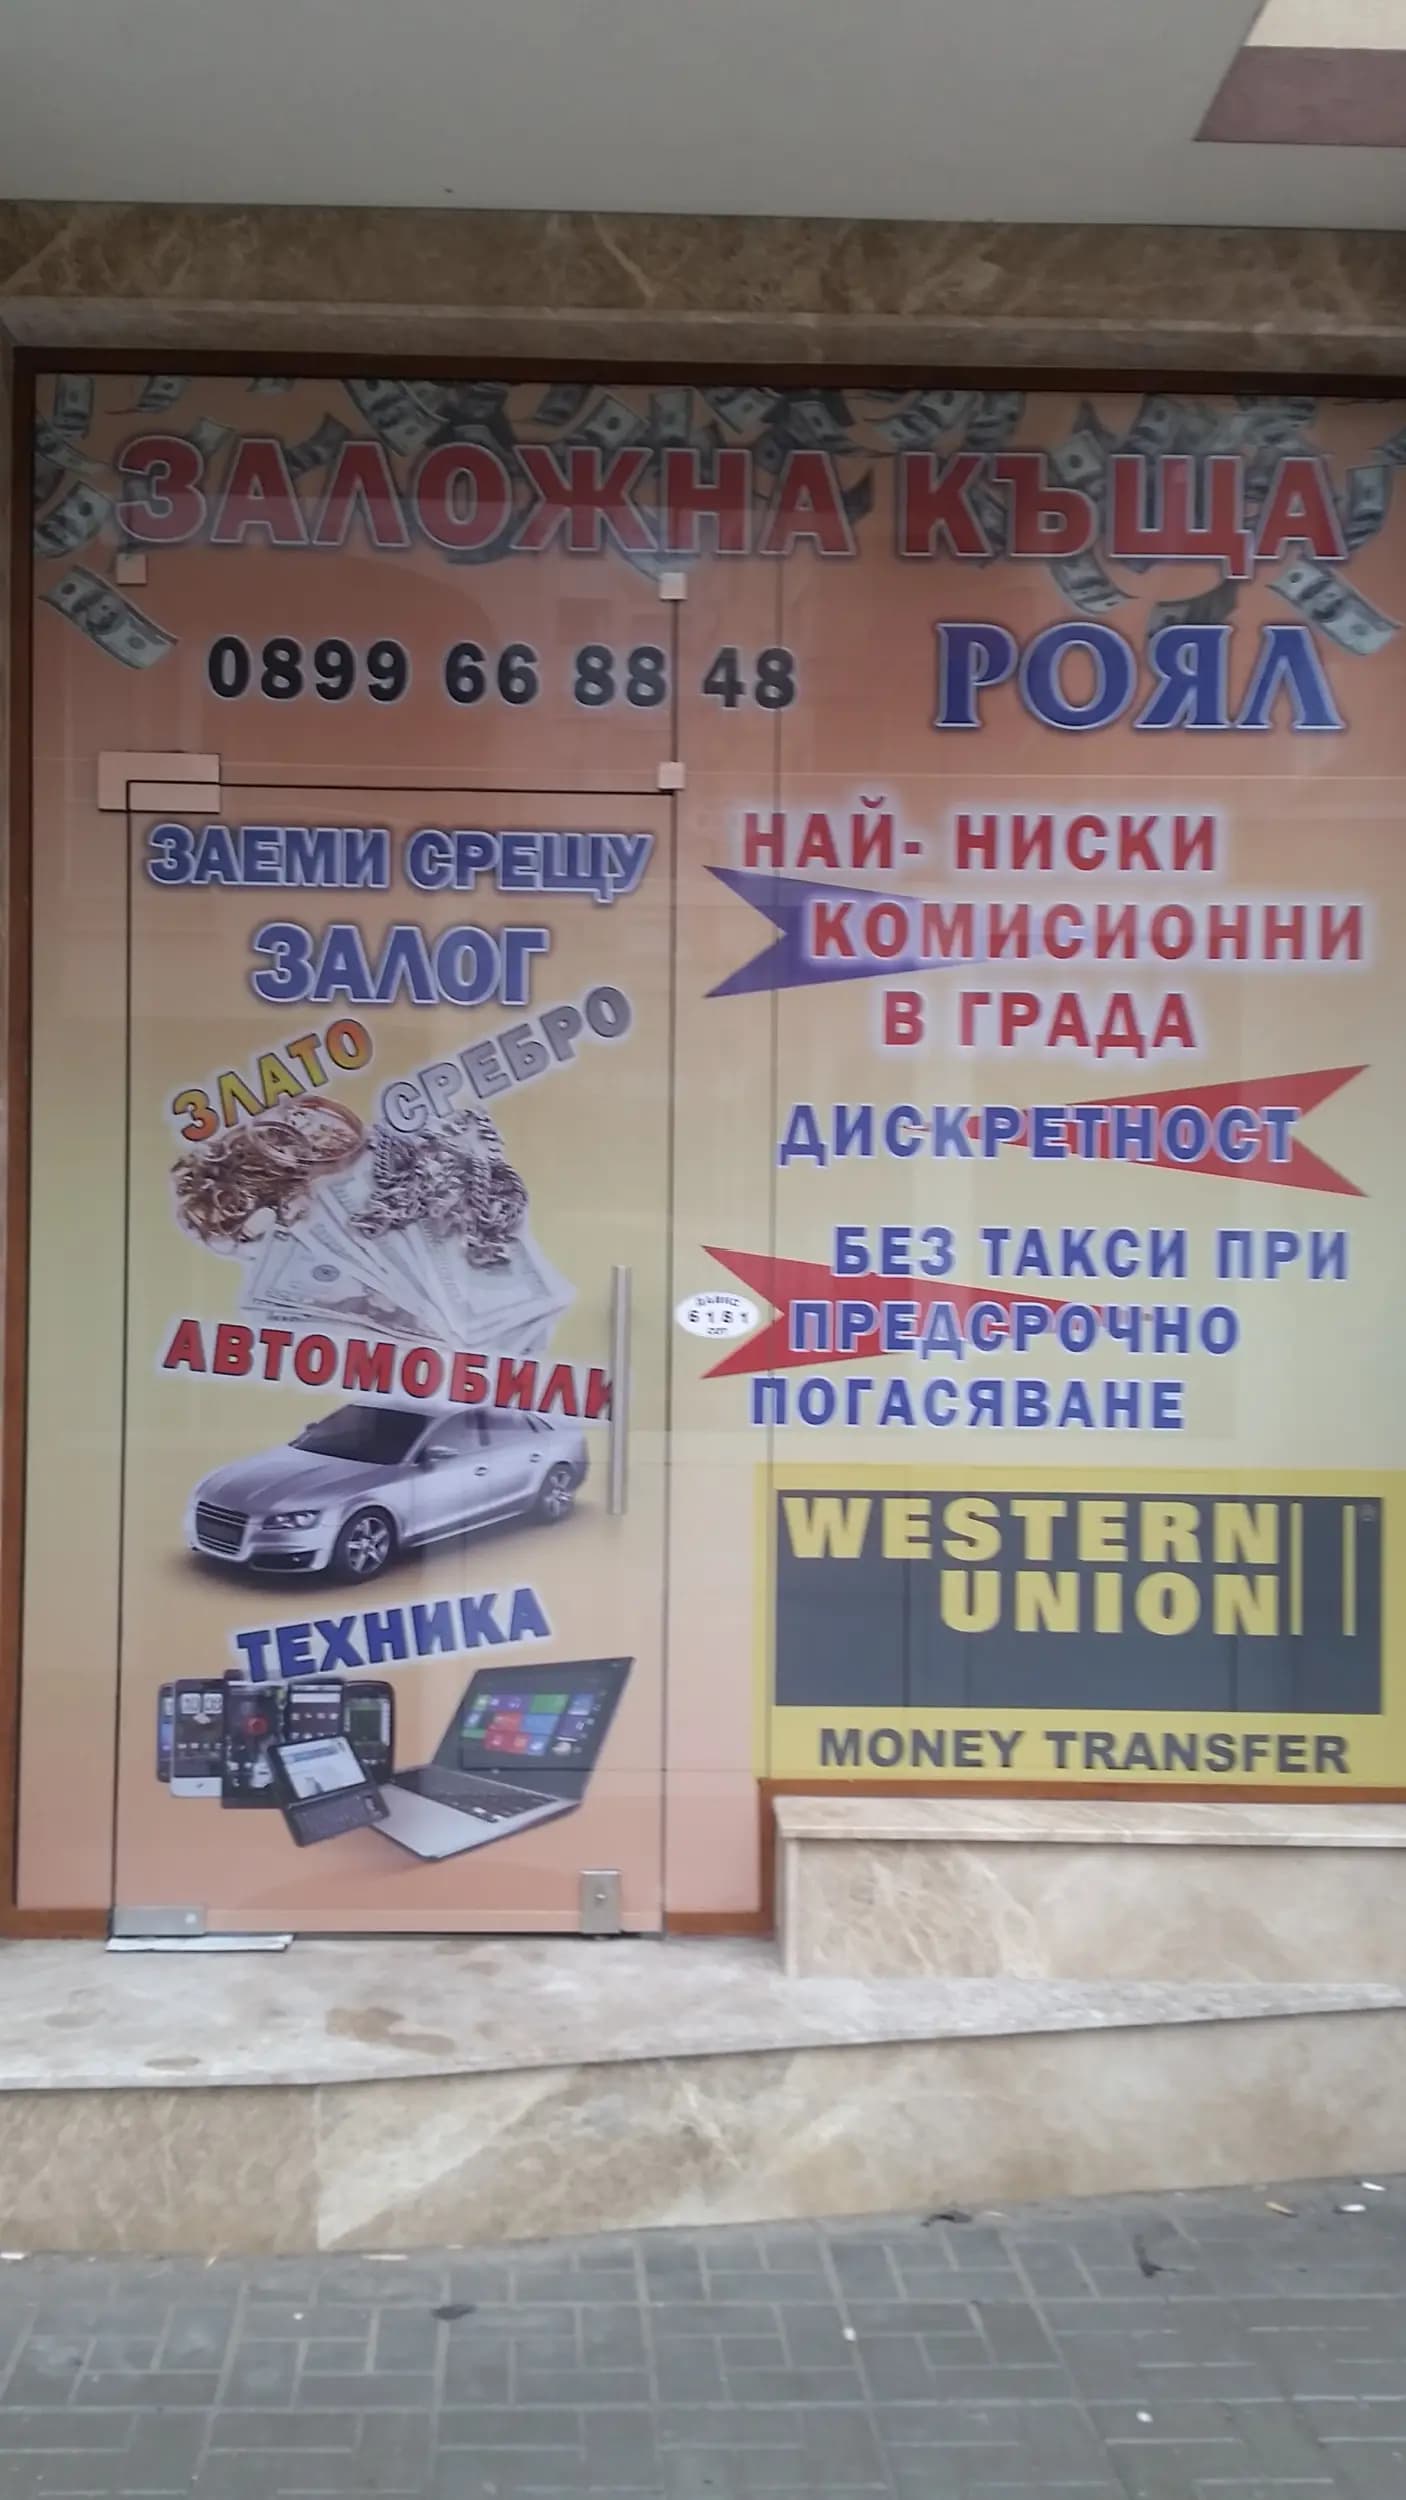 ЗАЛОЖНА КЪЩА
РОЯЛ
0899 66 88 48
ЗАЕМИ СРЕЩУ
ЗАЛОГ
ЗЛАТО
СРЕБРО
АВТОМОБИЛИ
ТЕХНИКА
НАЙ- НИСКИ
КОМИСИОННИ
В ГРАДА
ДИСКРЕТНОСТ
БЕЗ ТАКСИ ПРИ
ПРЕДСРОЧНО
ПОГАСЯВАНЕ
6161
WESTERN
UNION
MONEY TRANSFER